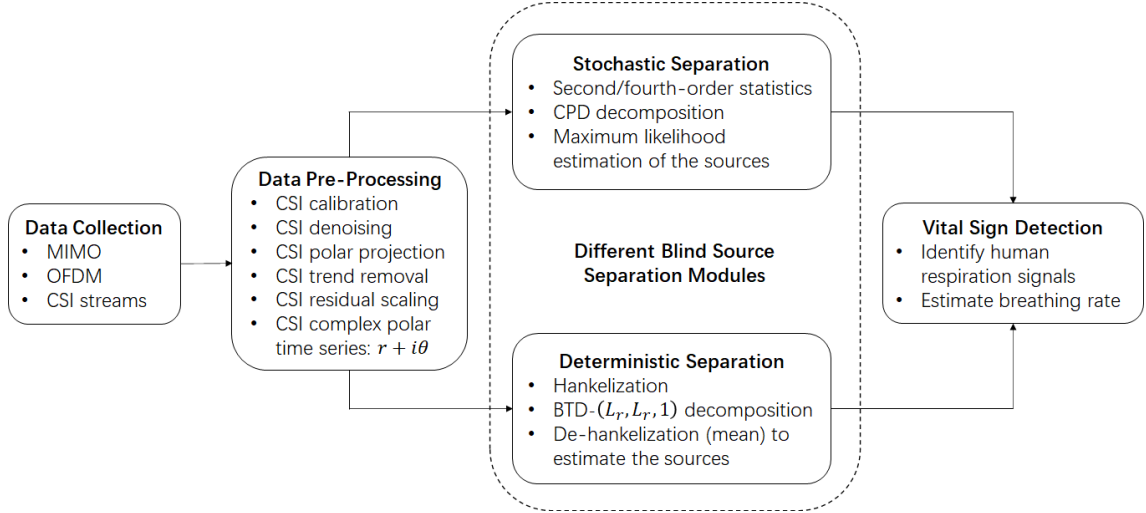 Data Collection
• MIMO
• OFDM
• CSI streams
Data Pre-Processing
• CSI calibration
• CSI denoising
• CSI polar projection
• CSI trend removal
• CSI residual scaling
• CSI complex polar
time series: r + iθ
Stochastic Separation
• Second/fourth-order statistics
• CPD decomposition
• Maximum likelihood
estimation of the sources
Different Blind Source
Separation Modules
Deterministic Separation
• Hankelization
• BTD-(L_r, L_r, 1) decomposition
• De-hankelization (mean) to
estimate the sources
Vital Sign Detection
• Identify human
respiration signals
• Estimate breathing rate